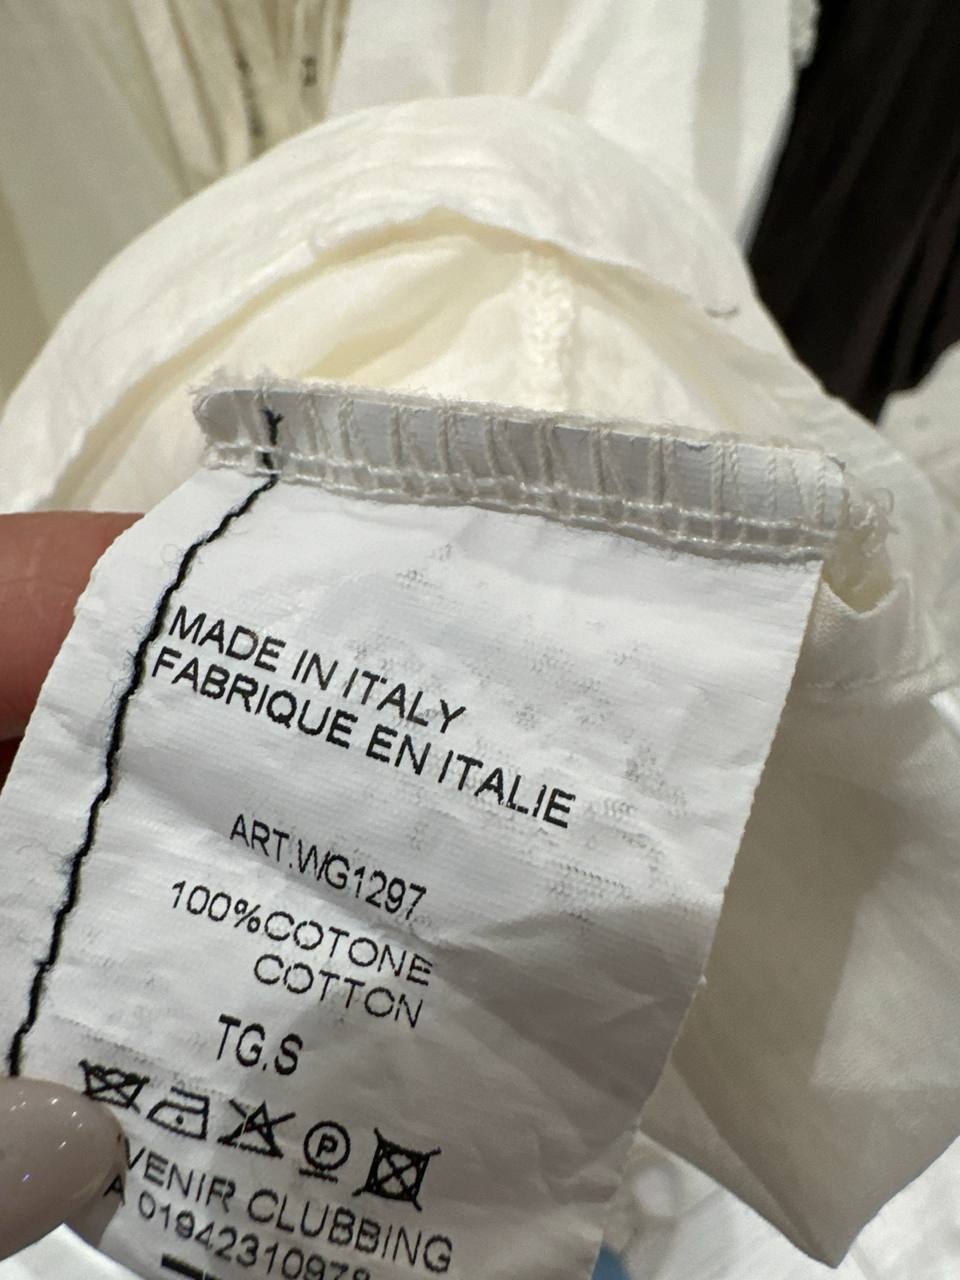 MADE IN ITALY
FABRIQUE EN ITALIE
ART.WG1297
100%COTONE
COTTON
TG.S
P
VENIR CLUBBING